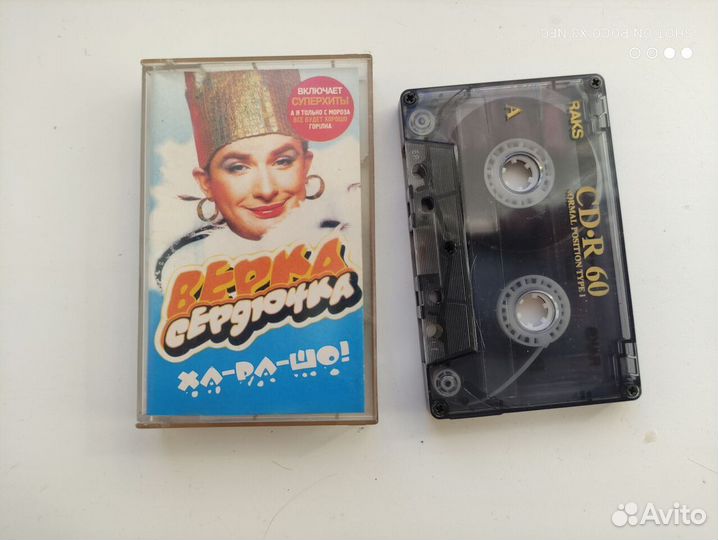 ВКЛЮЧАЕТ
СУПЕРХИТЫ
А Я ТОЛЬКО С МОРОЗА
ВСЕ БУДЕТ ХОРОШО
ГОРIЛКА
ВЕРКА
СЕРДЮЧКА
ХА-РА-ШО!
A
RAKS
CD·R 60
NORMAL POSITION TYPE I
SHOT ON POCO X3 NFC
Avito